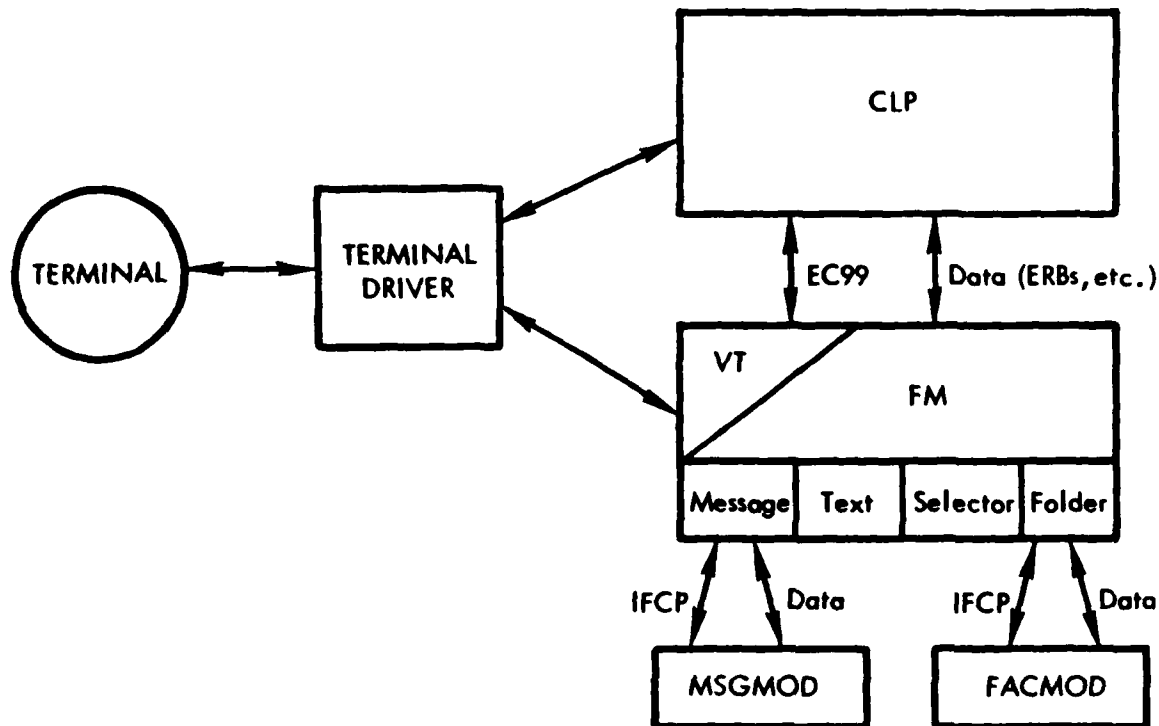 CLP
TERMINAL
TERMINAL
DRIVER
EC99
Data (ERBs, etc.)
VT
FM
Message
Text
Selector
Folder
IFCP
Data
IFCP
Data
MSGMOD
FACMOD